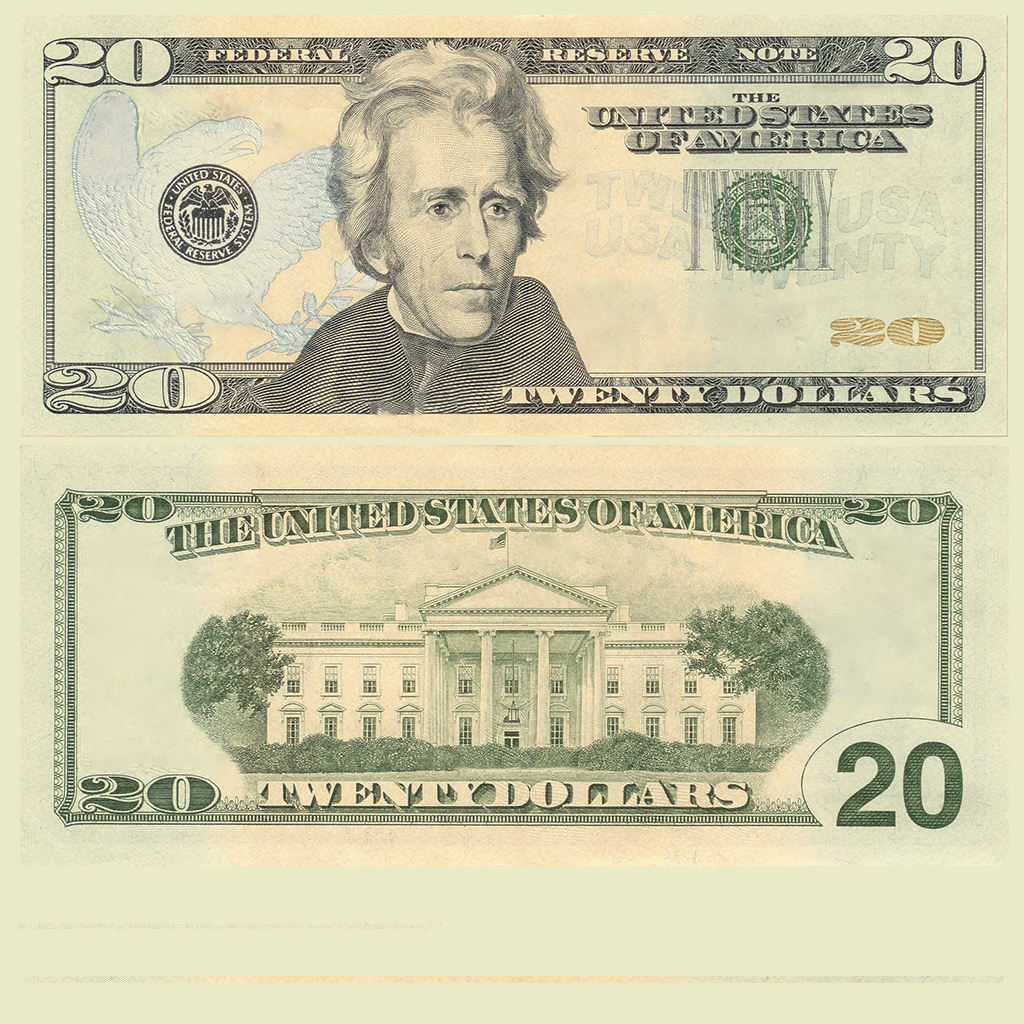 20 FEDERAL RESERVE NOTE 20
THE
UNITED STATES
OF AMERICA
UNITED STATES
FEDERAL RESERVE SYSTEM
TWENTY USA
USA TWENTY
20
20 TWENTY DOLLARS
20 THE UNITED STATES OF AMERICA 20
20 TWENTY DOLLARS 20